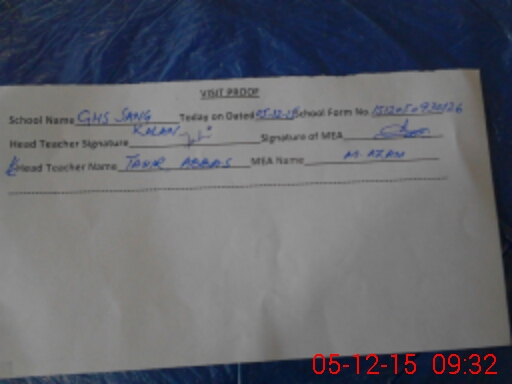 VISIT PROOF
School Name GHS SANG KALAN Today on Dated 05-12-15 School Form No. 151205093026
Head Teacher Signature Signature of MEA
Head Teacher Name TAHIR ABBAS MEA Name M. AZAM
05-12-15 09:32